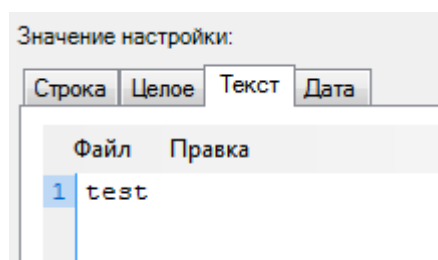 Значение настройки:
Строка Целое Текст Дата
Файл Правка
1 test